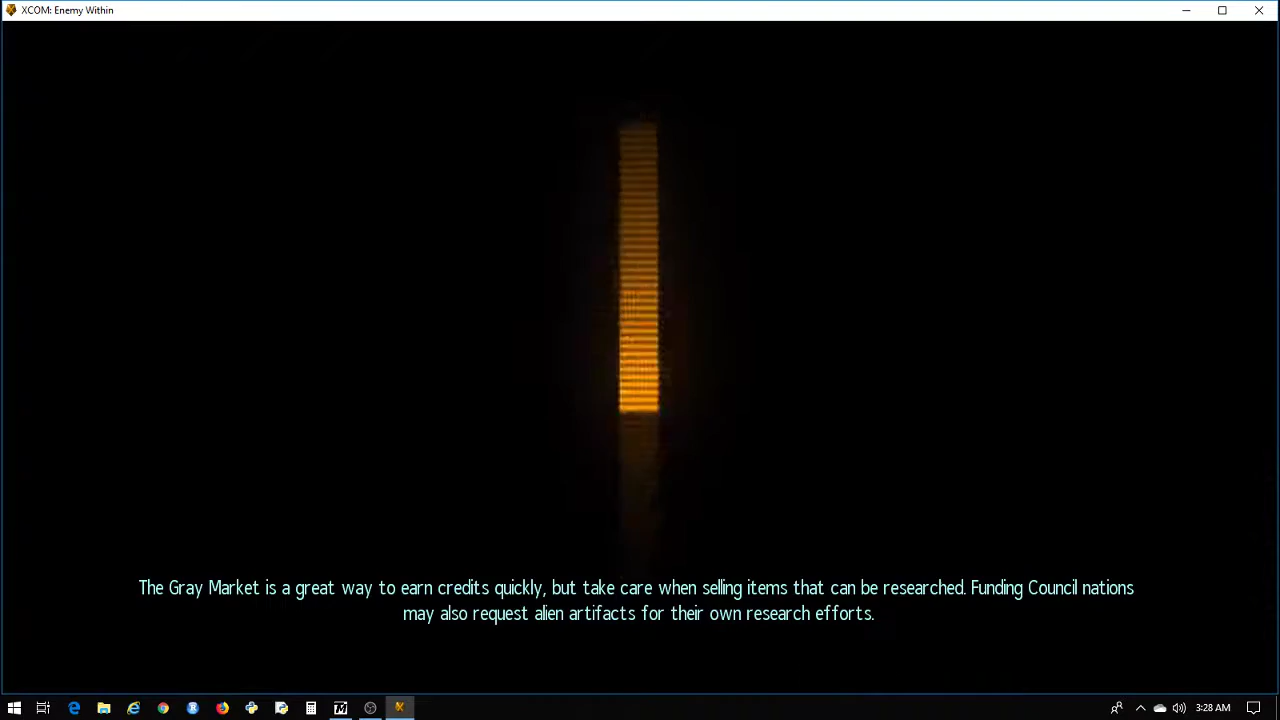 XCOM: Enemy Within
The Gray Market is a great way to earn credits quickly, but take care when selling items that can be researched. Funding Council nations
may also request alien artifacts for their own research efforts.
3:28 AM